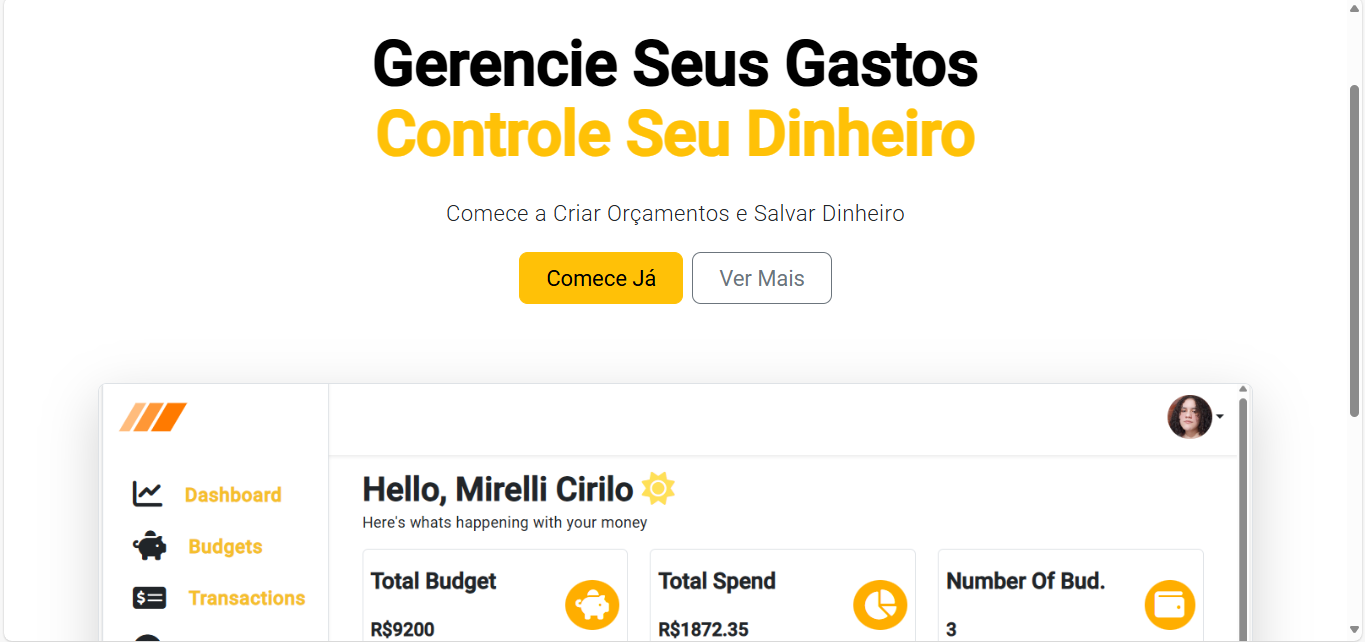 Gerencie Seus Gastos
Controle Seu Dinheiro
Comece a Criar Orçamentos e Salvar Dinheiro
Comece Já
Ver Mais
Dashboard
Budgets
Transactions
Hello, Mirelli Cirilo
Here's whats happening with your money
Total Budget
R$9200
Total Spend
R$1872.35
Number Of Bud.
3